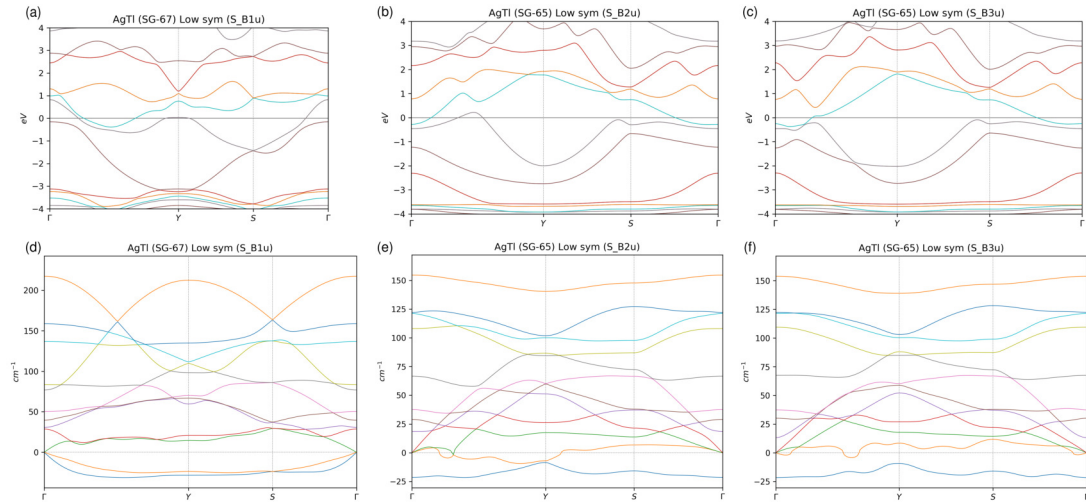 (a) AgTl (SG-67) Low sym (S_B1u)
4
3
2
1
0
−1
−2
−3
−4
eV
Γ Y S Γ
(b) AgTl (SG-65) Low sym (S_B2u)
4
3
2
1
0
−1
−2
−3
−4
eV
Γ Y S Γ
(c) AgTl (SG-65) Low sym (S_B3u)
4
3
2
1
0
−1
−2
−3
−4
eV
Γ Y S Γ
(d) AgTl (SG-67) Low sym (S_B1u)
200
150
100
50
0
cm⁻¹
Γ Y S Γ
(e) AgTl (SG-65) Low sym (S_B2u)
150
125
100
75
50
25
0
−25
cm⁻¹
Γ Y S Γ
(f) AgTl (SG-65) Low sym (S_B3u)
150
125
100
75
50
25
0
−25
cm⁻¹
Γ Y S Γ